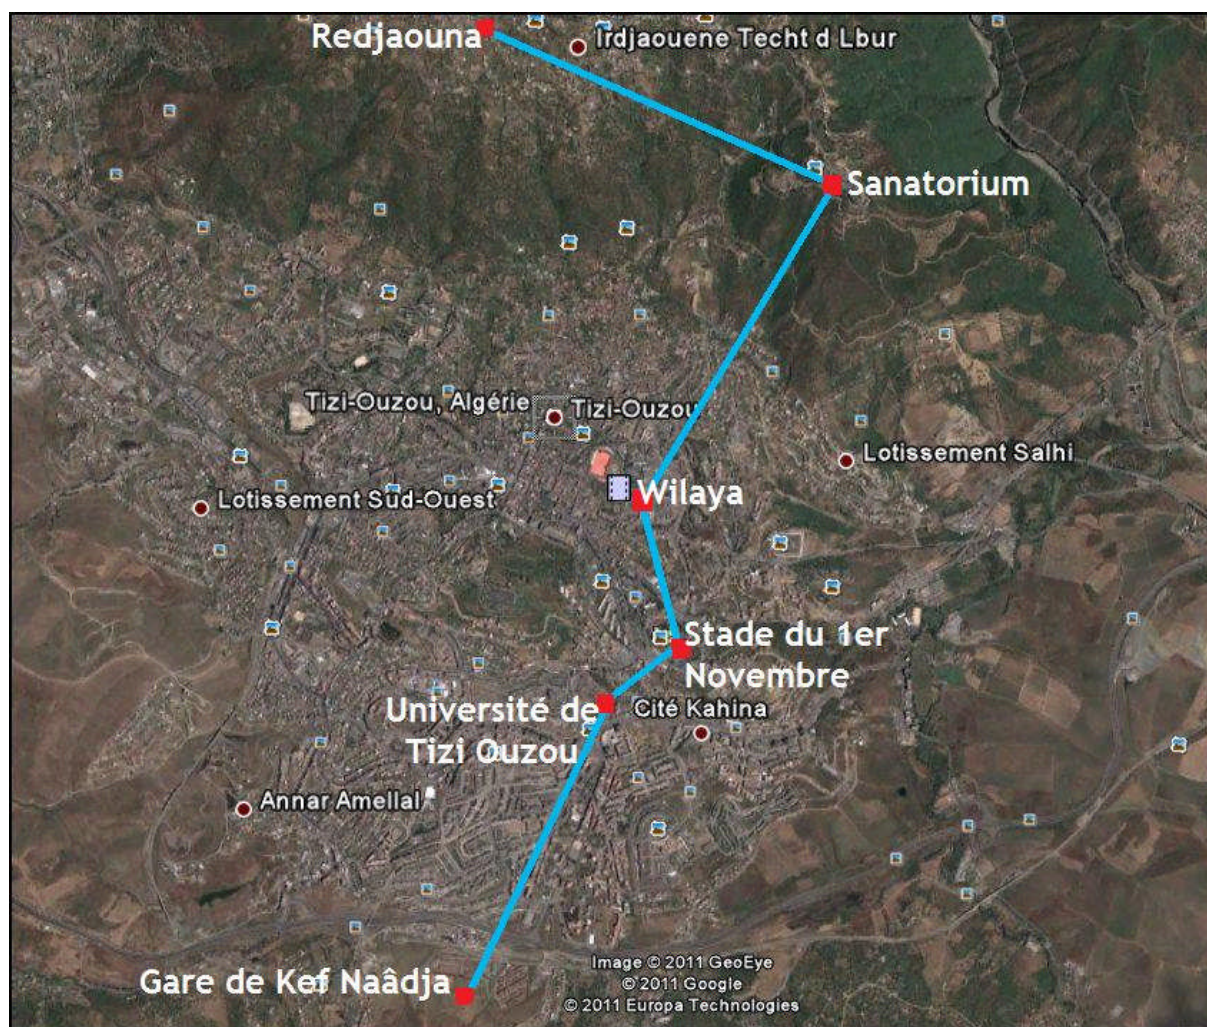 Redjaouna
Irdjaouene Techt d Lbur
Sanatorium
Tizi-Ouzou, Algérie
Tizi-Ouzou
Lotissement Salhi
Lotissement Sud-Ouest
Wilaya
Stade du 1er
Novembre
Université de
Tizi Ouzou
Cité Kahina
Annar Amellal
Gare de Kef Naâdja
Image © 2011 GeoEye
© 2011 Google
© 2011 Europa Technologies